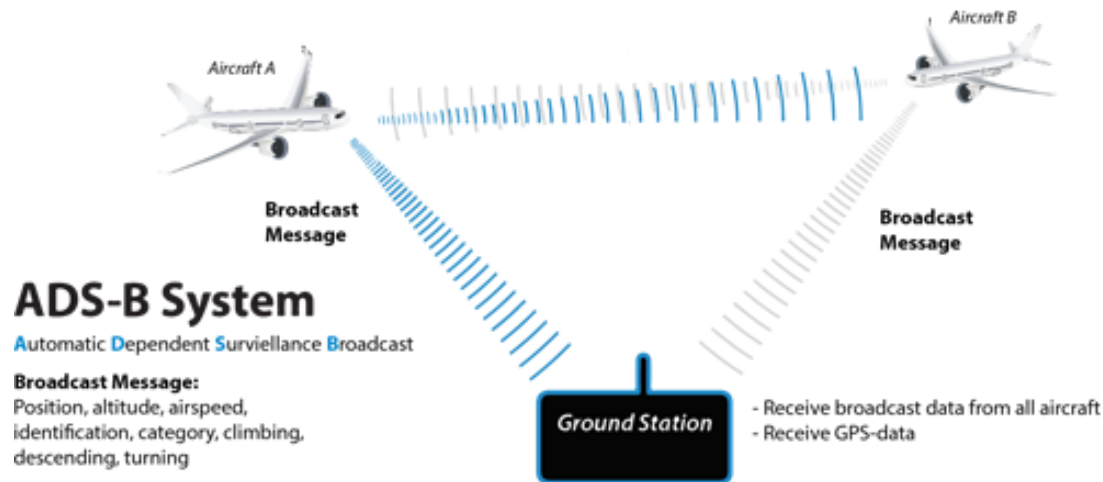 Aircraft A
Aircraft B
Broadcast
Message
Broadcast
Message
ADS-B System
Automatic Dependent Surviellance Broadcast
Broadcast Message:
Position, altitude, airspeed,
identification, category, climbing,
descending, turning
Ground Station
- Receive broadcast data from all aircraft
- Receive GPS-data